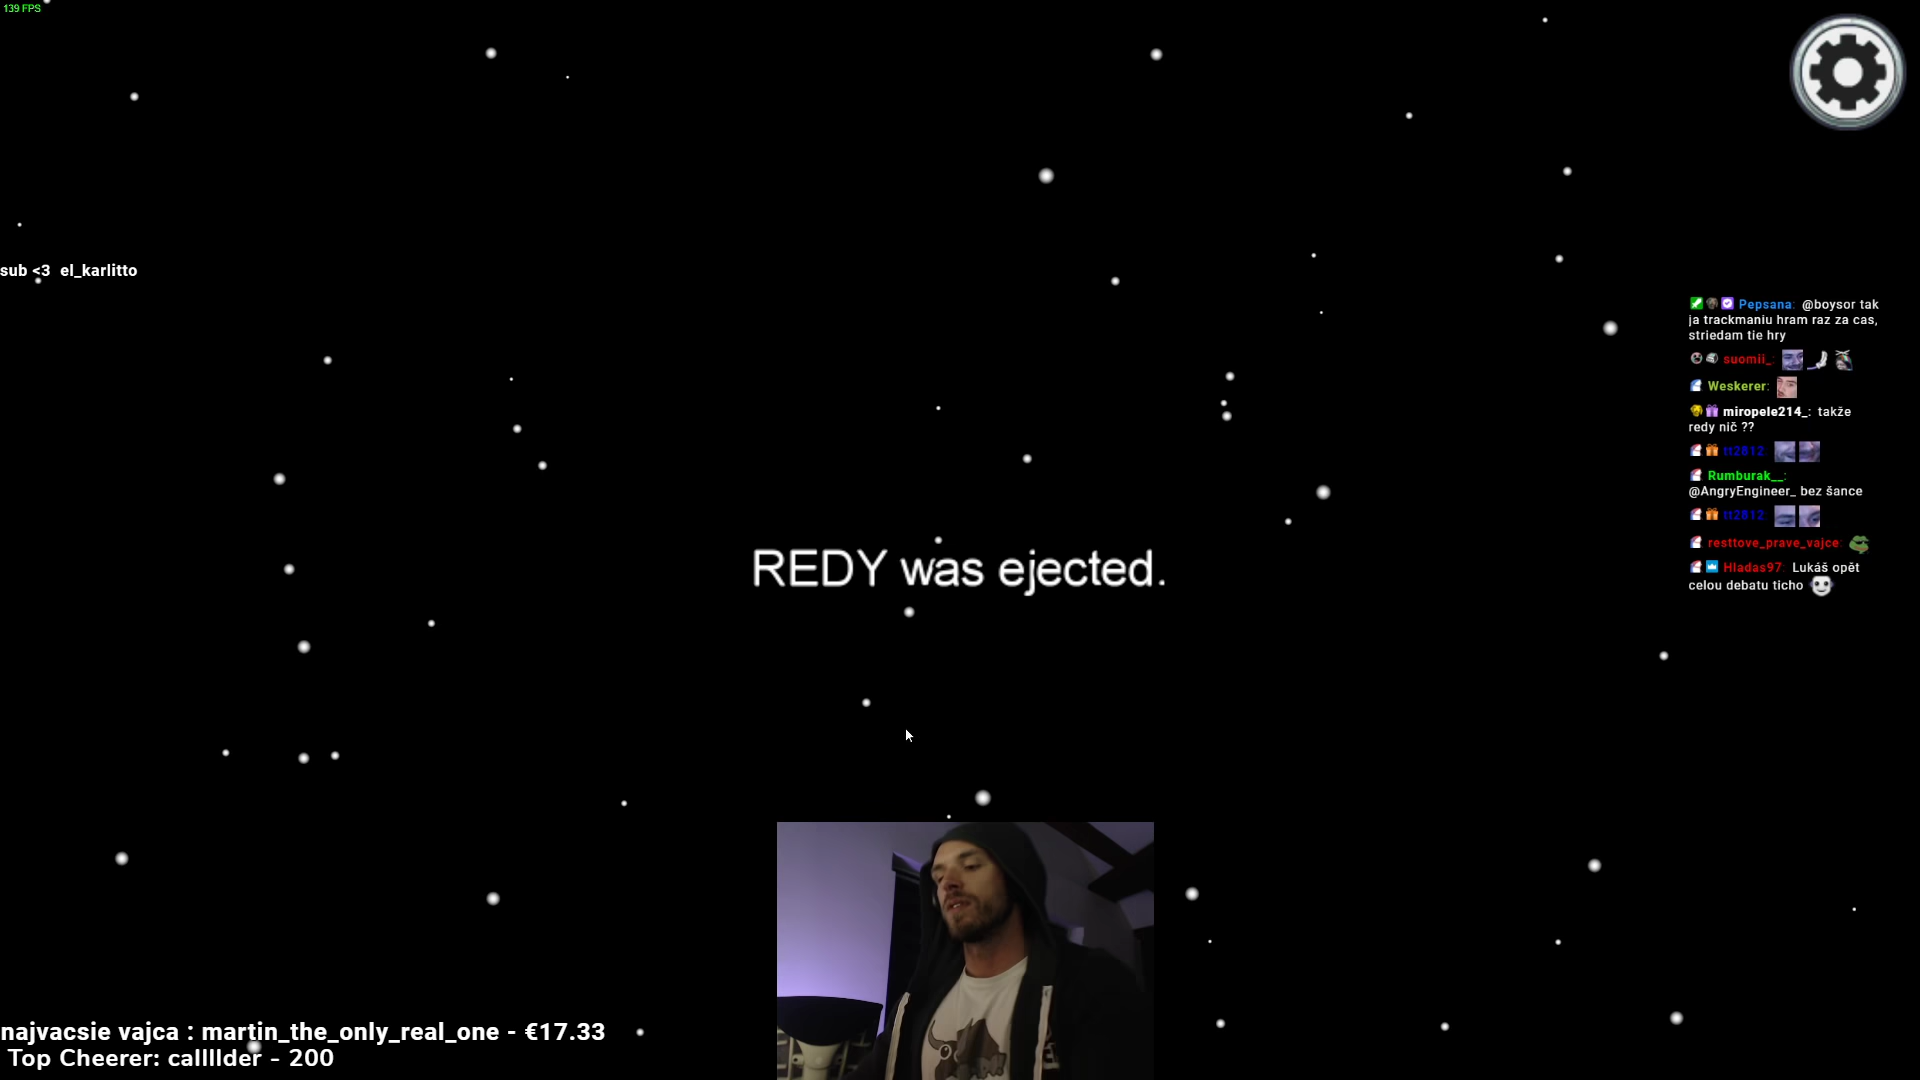 139 FPS
sub <3 el_karlitto
Pepsana: @boysor tak
ja trackmaniu hram raz za cas,
striedam tie hry
suomii_:
Weskerer:
miropele214_: takže
redy nič ??
tt2812:
Rumburak__:
@AngryEngineer_ bez šance
tt2812:
resttove_prave_vajce:
Hladas97: Lukáš opět
celou debatu ticho
REDY was ejected.
najvacsie vajca : martin_the_only_real_one - €17.33
Top Cheerer: callllder - 200